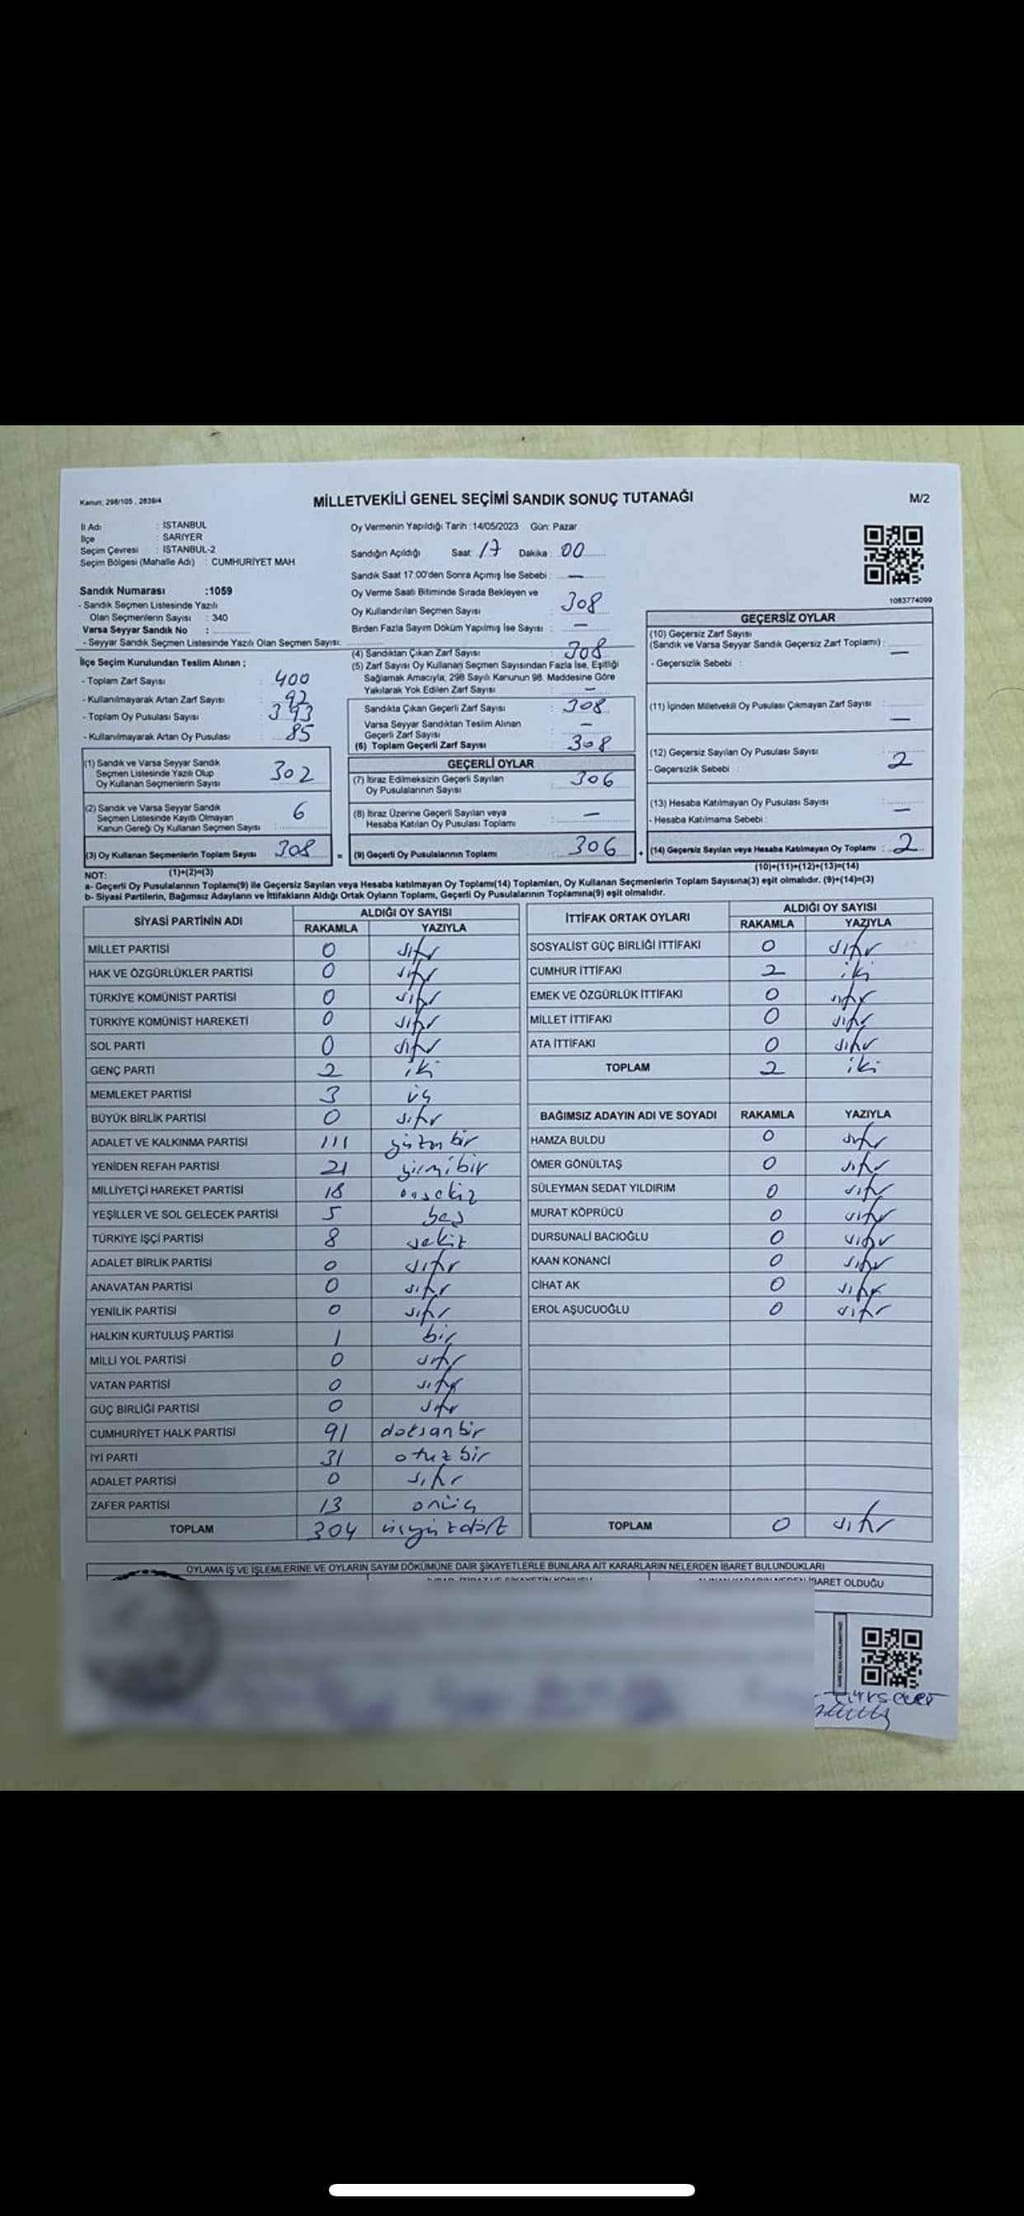 Kanun: 298/105 , 2839/4
MİLLETVEKİLİ GENEL SEÇİMİ SANDIK SONUÇ TUTANAĞI
M/2
İl Adı : İSTANBUL
İlçe : SARIYER
Seçim Çevresi : İSTANBUL-2
Seçim Bölgesi (Mahalle Adı) : CUMHURİYET MAH
Oy Vermenin Yapıldığı Tarih :14/05/2023 Gün: Pazar
Sandığın Açıldığı Saat: 17 Dakika : 00
Sandık Saat 17:00'den Sonra Açımış İse Sebebi : —
Oy Verme Saati Bitiminde Sırada Bekleyen ve
Oy Kullandırılan Seçmen Sayısı : 308
Birden Fazla Sayım Döküm Yapılmış İse Sayısı : —
1083774099
Sandık Numarası :1059
- Sandık Seçmen Listesinde Yazılı
Olan Seçmenlerin Sayısı : 340
Varsa Seyyar Sandık No :
- Seyyar Sandık Seçmen Listesinde Yazılı Olan Seçmen Sayısı:
İlçe Seçim Kurulundan Teslim Alınan ;
- Toplam Zarf Sayısı : 400
- Kullanılmayarak Artan Zarf Sayısı : 92
- Toplam Oy Pusulası Sayısı : 393
- Kullanılmayarak Artan Oy Pusulası : 85
(1) Sandık ve Varsa Seyyar Sandık
Seçmen Listesinde Yazılı Olup
Oy Kullanan Seçmenlerin Sayısı : 302
(2) Sandık ve Varsa Seyyar Sandık
Seçmen Listesinde Kayıtlı Olmayan
Kanun Gereği Oy Kullanan Seçmen Sayısı : 6
(3) Oy Kullanan Seçmenlerin Toplam Sayısı : 308
(1)+(2)=(3)
(4) Sandıktan Çıkan Zarf Sayısı : 308
(5) Zarf Sayısı Oy Kullanan Seçmen Sayısından Fazla İse, Eşitliği
Sağlamak Amacıyla, 298 Sayılı Kanunun 98. Maddesine Göre
Yakılarak Yok Edilen Zarf Sayısı : —
Sandıkta Çıkan Geçerli Zarf Sayısı : 308
Varsa Seyyar Sandıktan Teslim Alınan
Geçerli Zarf Sayısı : —
(6) Toplam Geçerli Zarf Sayısı : 308
GEÇERLİ OYLAR
(7) İtiraz Edilmeksizin Geçerli Sayılan
Oy Pusulalarının Sayısı : 306
(8) İtiraz Üzerine Geçerli Sayılan veya
Hesaba Katılan Oy Pusulası Toplamı : —
= (9) Geçerli Oy Pusulalarının Toplamı : 306
GEÇERSİZ OYLAR
(10) Geçersiz Zarf Sayısı
(Sandık ve Varsa Seyyar Sandık Geçersiz Zarf Toplamı) : —
- Geçersizlik Sebebi :
(11) İçinden Milletvekili Oy Pusulası Çıkmayan Zarf Sayısı : —
(12) Geçersiz Sayılan Oy Pusulası Sayısı : 2
- Geçersizlik Sebebi :
(13) Hesaba Katılmayan Oy Pusulası Sayısı : —
- Hesaba Katılmama Sebebi :
+ (14) Geçersiz Sayılan veya Hesaba Katılmayan Oy Toplamı : 2
(10)+(11)+(12)+(13)=(14)
NOT:
a- Geçerli Oy Pusulalarının Toplamı(9) ile Geçersiz Sayılan veya Hesaba katılmayan Oy Toplamı(14) Toplamları, Oy Kullanan Seçmenlerin Toplam Sayısına(3) eşit olmalıdır. (9)+(14)=(3)
b- Siyasi Partilerin, Bağımsız Adayların ve İttifakların Aldığı Ortak Oyların Toplamı, Geçerli Oy Pusulalarının Toplamına(9) eşit olmalıdır.
SİYASİ PARTİNİN ADI ALDIĞI OY SAYISI
RAKAMLA YAZIYLA
MİLLET PARTİSİ 0 sıfır
HAK VE ÖZGÜRLÜKLER PARTİSİ 0 sıfır
TÜRKİYE KOMÜNİST PARTİSİ 0 sıfır
TÜRKİYE KOMÜNİST HAREKETİ 0 sıfır
SOL PARTİ 0 sıfır
GENÇ PARTİ 2 iki
MEMLEKET PARTİSİ 3 üç
BÜYÜK BİRLİK PARTİSİ 0 sıfır
ADALET VE KALKINMA PARTİSİ 111 yüzonbir
YENİDEN REFAH PARTİSİ 21 yirmibir
MİLLİYETÇİ HAREKET PARTİSİ 18 onsekiz
YEŞİLLER VE SOL GELECEK PARTİSİ 5 beş
TÜRKİYE İŞÇİ PARTİSİ 8 sekiz
ADALET BİRLİK PARTİSİ 0 sıfır
ANAVATAN PARTİSİ 0 sıfır
YENİLİK PARTİSİ 0 sıfır
HALKIN KURTULUŞ PARTİSİ 1 bir
MİLLİ YOL PARTİSİ 0 sıfır
VATAN PARTİSİ 0 sıfır
GÜÇ BİRLİĞİ PARTİSİ 0 sıfır
CUMHURİYET HALK PARTİSİ 91 doksanbir
İYİ PARTİ 31 otuzbir
ADALET PARTİSİ 0 sıfır
ZAFER PARTİSİ 13 onüç
TOPLAM 304 üçyüzdört
İTTİFAK ORTAK OYLARI ALDIĞI OY SAYISI
RAKAMLA YAZIYLA
SOSYALİST GÜÇ BİRLİĞİ İTTİFAKI 0 sıfır
CUMHUR İTTİFAKI 2 iki
EMEK VE ÖZGÜRLÜK İTTİFAKI 0 sıfır
MİLLET İTTİFAKI 0 sıfır
ATA İTTİFAKI 0 sıfır
TOPLAM 2 iki
BAĞIMSIZ ADAYIN ADI VE SOYADI RAKAMLA YAZIYLA
HAMZA BULDU 0 sıfır
ÖMER GÖNÜLTAŞ 0 sıfır
SÜLEYMAN SEDAT YILDIRIM 0 sıfır
MURAT KÖPRÜCÜ 0 sıfır
DURSUNALİ BACIOĞLU 0 sıfır
KAAN KONANCİ 0 sıfır
CİHAT AK 0 sıfır
EROL AŞUCUOĞLU 0 sıfır
TOPLAM 0 sıfır
OYLAMA İŞ VE İŞLEMLERİNE VE OYLARIN SAYIM DÖKÜMÜNE DAİR ŞİKAYETLERLE BUNLARA AİT KARARLARIN NELERDEN İBARET BULUNDUKLARI
İBARET OLDUĞU